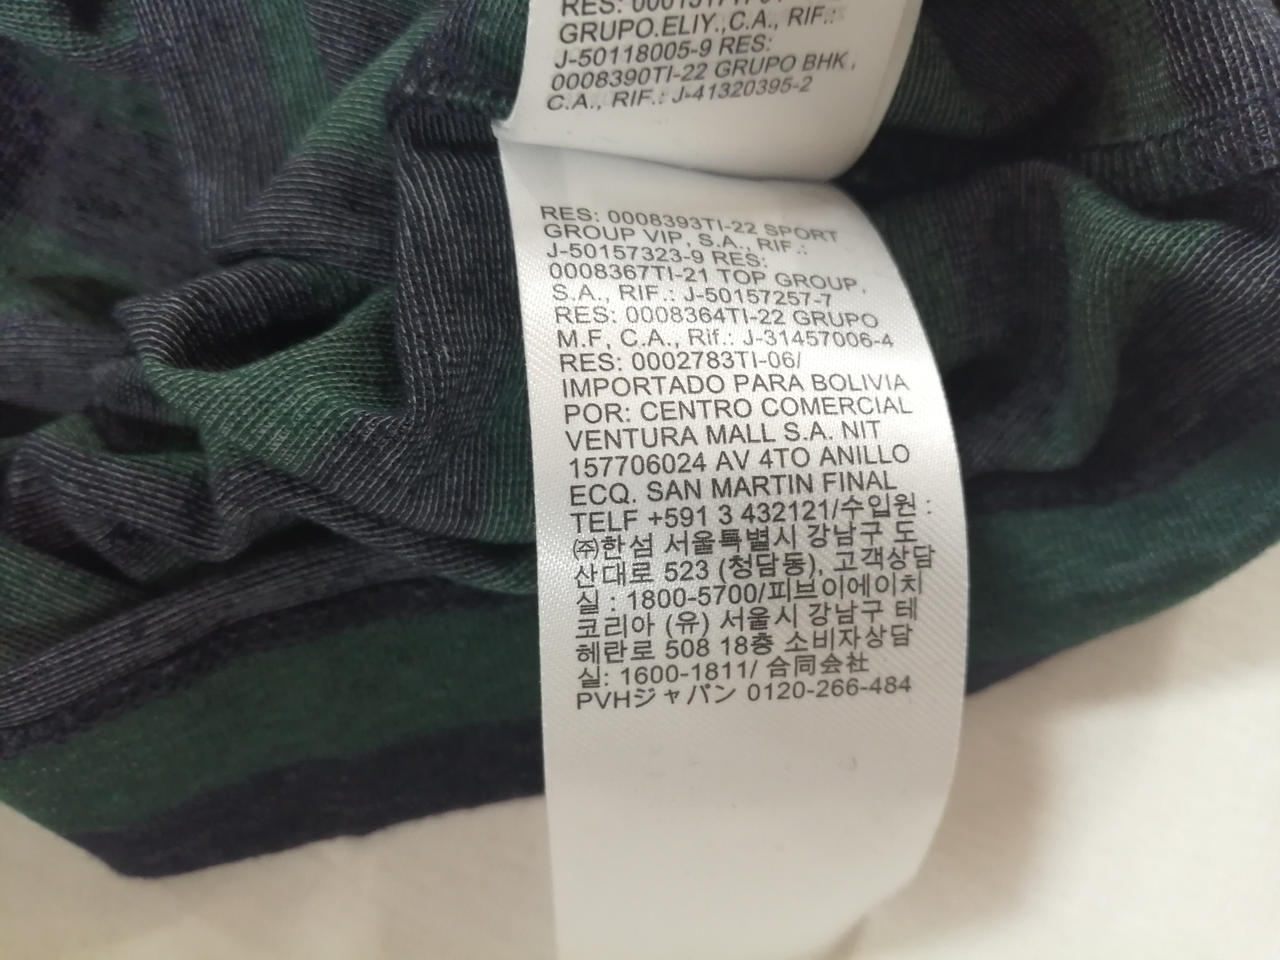 GRUPO.ELIY.,C.A., RIF.:
J-50118005-9 RES:
0008390TI-22 GRUPO BHK,
C.A., RIF.: J-41320395-2
RES: 0008393TI-22 SPORT
GROUP VIP, S.A., RIF.:
J-50157323-9 RES:
0008367TI-21 TOP GROUP,
S.A., RIF.: J-50157257-7
RES: 0008364TI-22 GRUPO
M.F, C.A., Rif.: J-31457006-4
RES: 0002783TI-06/
IMPORTADO PARA BOLIVIA
POR: CENTRO COMERCIAL
VENTURA MALL S.A. NIT
157706024 AV 4TO ANILLO
ECQ. SAN MARTIN FINAL
TELF +591 3 432121/수입원 :
㈜한섬 서울특별시 강남구 도
산대로 523 (청담동), 고객상담
실 : 1800-5700/피브이에이치
코리아 (유) 서울시 강남구 테
헤란로 508 18층 소비자상담
실: 1600-1811/ 合同会社
PVHジャパン 0120-266-484